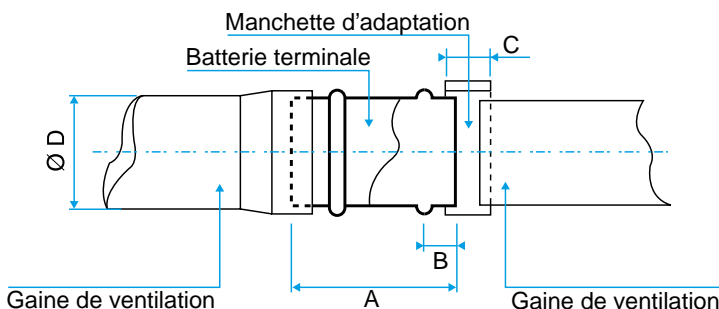 Manchette d'adaptation
C
Batterie terminale
Ø D
B
A
Gaine de ventilation
Gaine de ventilation